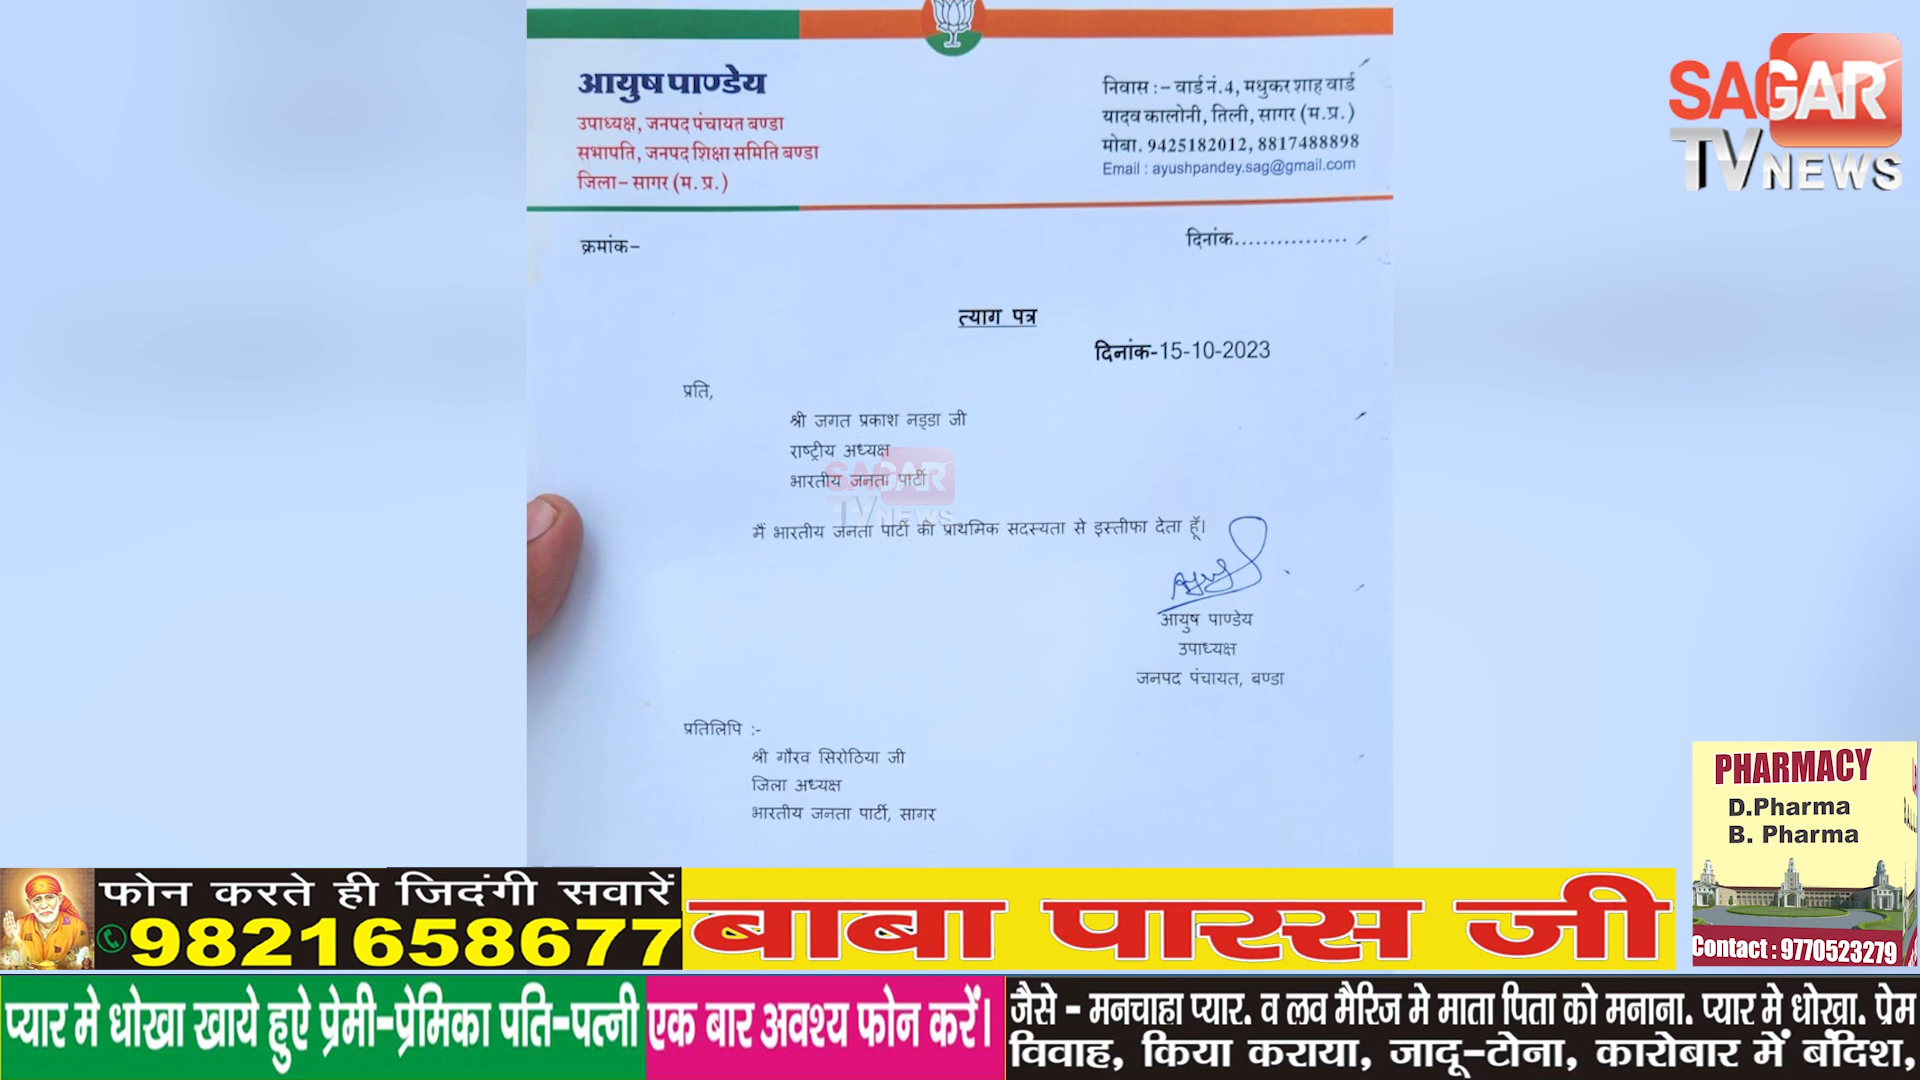 आयुष पाण्डेय
उपाध्यक्ष, जनपद पंचायत बण्डा
सभापति, जनपद शिक्षा समिति बण्डा
जिला– सागर (म. प्र.)
निवास :– वार्ड नं. 4, मधुकर शाह वार्ड
यादव कालोनी, तिली, सागर (म.प्र.)
मोबा. 9425182012, 8817488898
Email : ayushpandey.sag@gmail.com
SAGAR
TV NEWS
क्रमांक–
दिनांक................
त्याग पत्र
दिनांक-15-10-2023
प्रति,
श्री जगत प्रकाश नड्डा जी
राष्ट्रीय अध्यक्ष
भारतीय जनता पार्टी
SAGAR
TV NEWS
मैं भारतीय जनता पार्टी की प्राथमिक सदस्यता से इस्तीफा देता हूँ।
आयुष पाण्डेय
उपाध्यक्ष
जनपद पंचायत, बण्डा
प्रतिलिपि :-
श्री गौरव सिरोठिया जी
जिला अध्यक्ष
भारतीय जनता पार्टी, सागर
PHARMACY
D.Pharma
B. Pharma
Contact : 9770523279
फोन करते ही जिदंगी सवारें
9821658677
बाबा पारस जी
प्यार मे धोखा खाये हुऐ प्रेमी-प्रेमिका पति-पत्नी
एक बार अवश्य फोन करें।
जैसे - मनचाहा प्यार. व लव मैरिज मे माता पिता को मनाना. प्यार मे धोखा. प्रेम
विवाह, किया कराया, जादू-टोना, कारोबार में बंदिश,